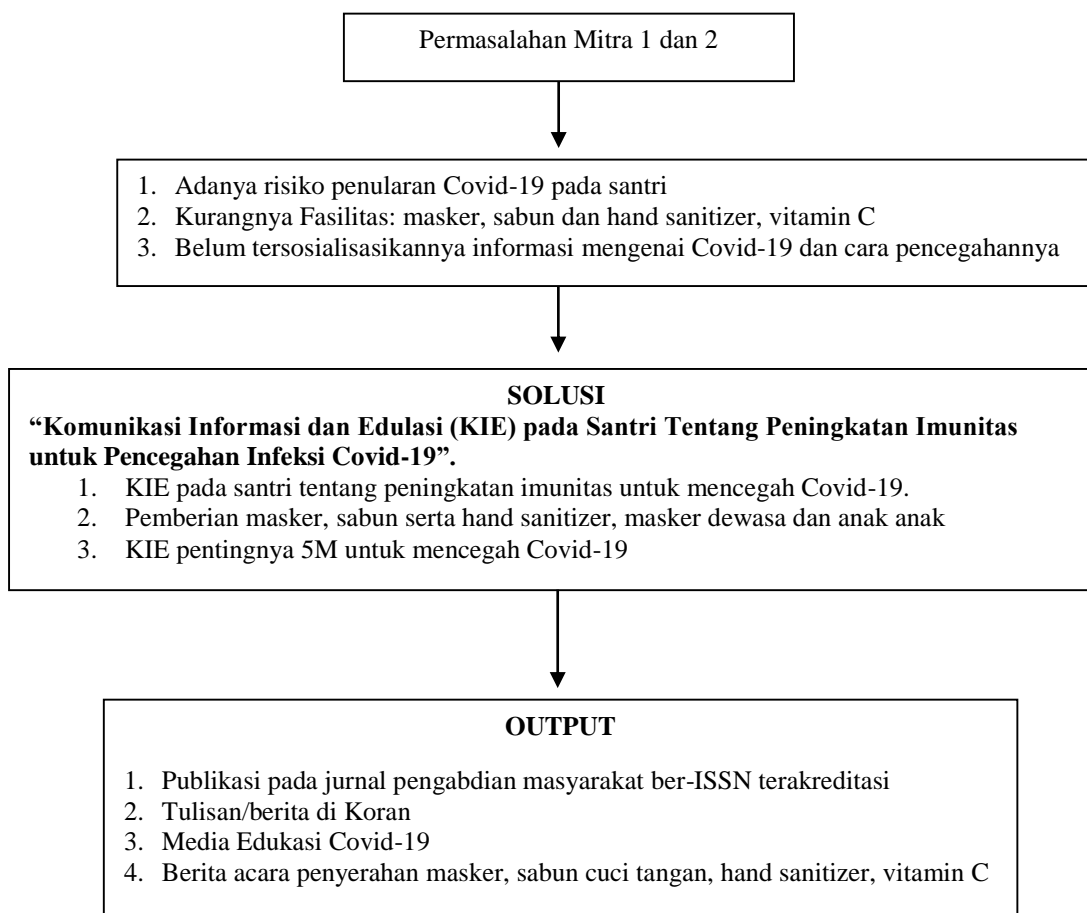 Permasalahan Mitra 1 dan 2
1. Adanya risiko penularan Covid-19 pada santri
2. Kurangnya Fasilitas: masker, sabun dan hand sanitizer, vitamin C
3. Belum tersosialisasikannya informasi mengenai Covid-19 dan cara pencegahannya
SOLUSI
“Komunikasi Informasi dan Edulasi (KIE) pada Santri Tentang Peningkatan Imunitas
untuk Pencegahan Infeksi Covid-19”.
1. KIE pada santri tentang peningkatan imunitas untuk mencegah Covid-19.
2. Pemberian masker, sabun serta hand sanitizer, masker dewasa dan anak anak
3. KIE pentingnya 5M untuk mencegah Covid-19
OUTPUT
1. Publikasi pada jurnal pengabdian masyarakat ber-ISSN terakreditasi
2. Tulisan/berita di Koran
3. Media Edukasi Covid-19
4. Berita acara penyerahan masker, sabun cuci tangan, hand sanitizer, vitamin C